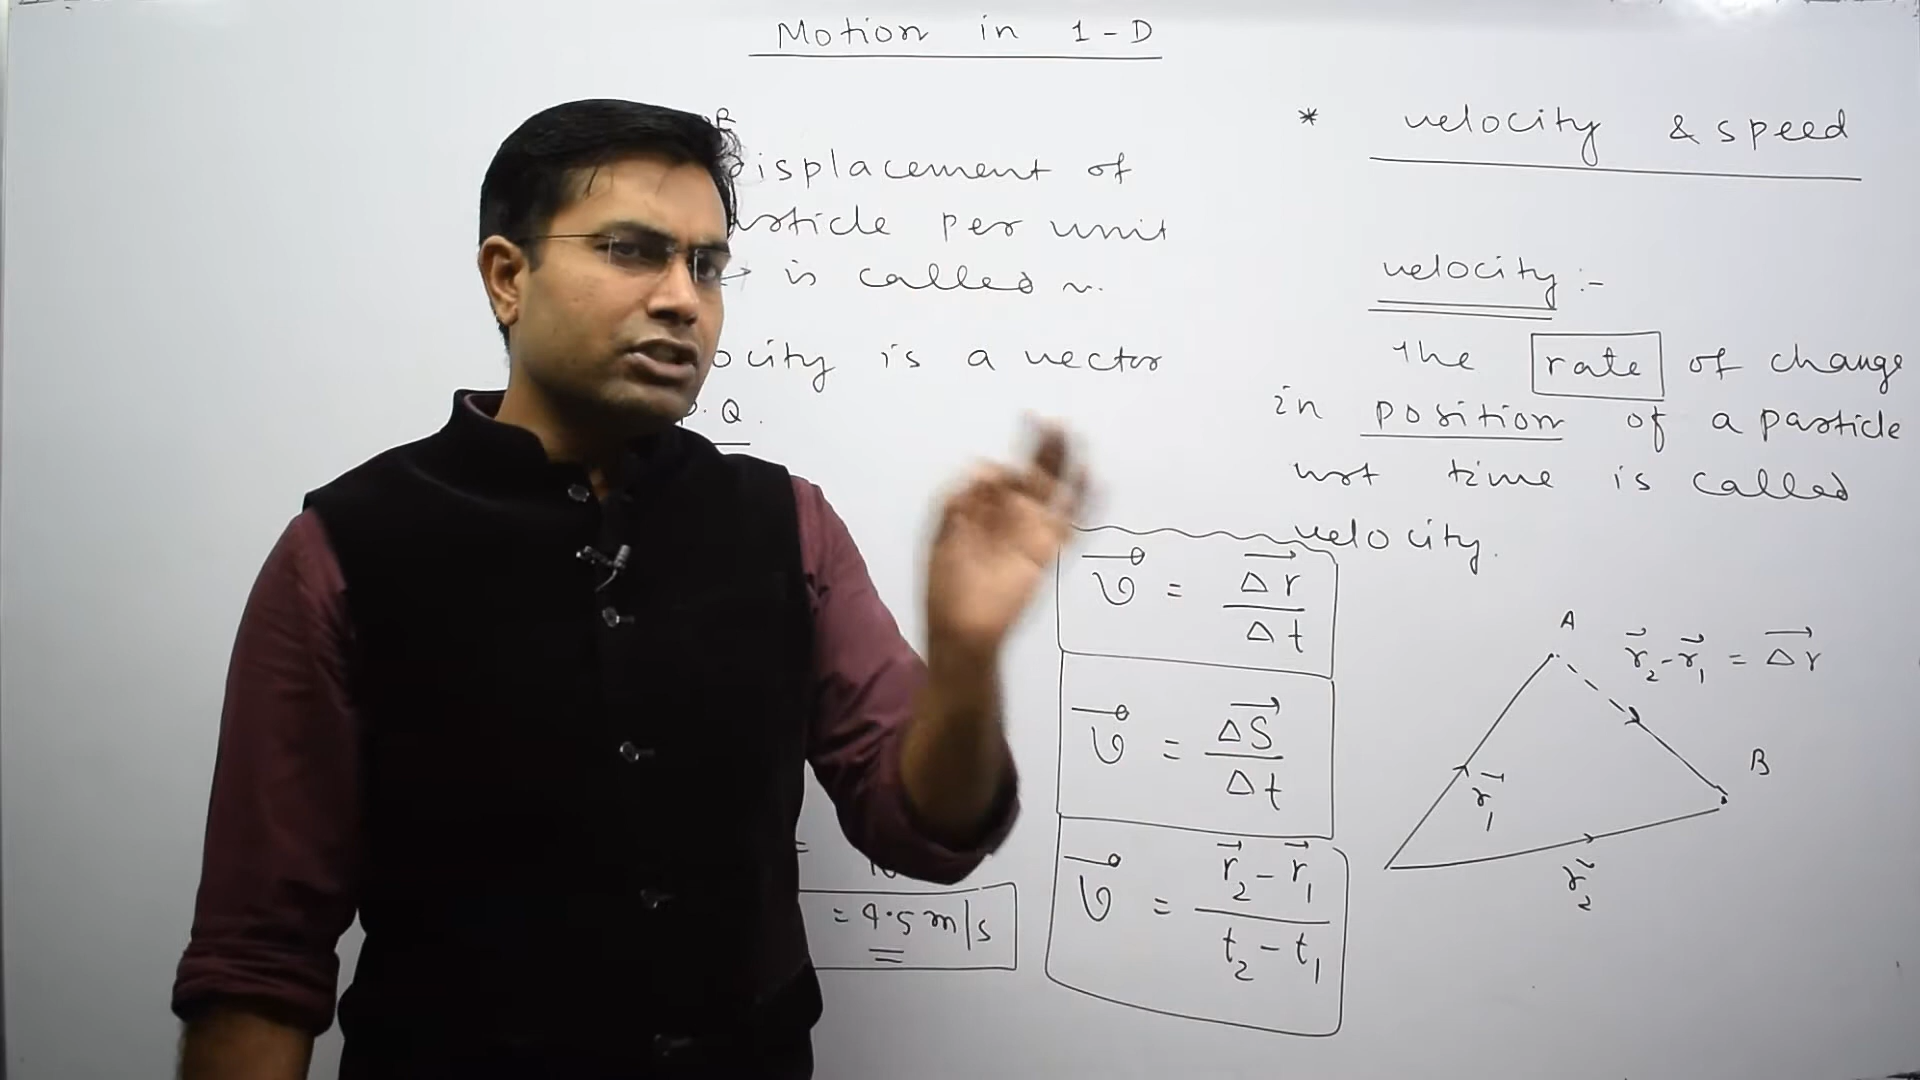 Motion in 1-D
isplacement of
rticle per unit
→ is called v.
ocity is a vector
. Q.
=
= 4.5 m/s
* velocity & speed
velocity :-
The rate of change
in position of a particle
wrt time is called
velocity.
v⃗ = Δr⃗ / Δt
v⃗ = ΔS⃗ / Δt
v⃗ = r⃗₂ - r⃗₁ / t₂ - t₁
A
r⃗₂ - r⃗₁ = Δr⃗
B
r⃗₁
r⃗₂